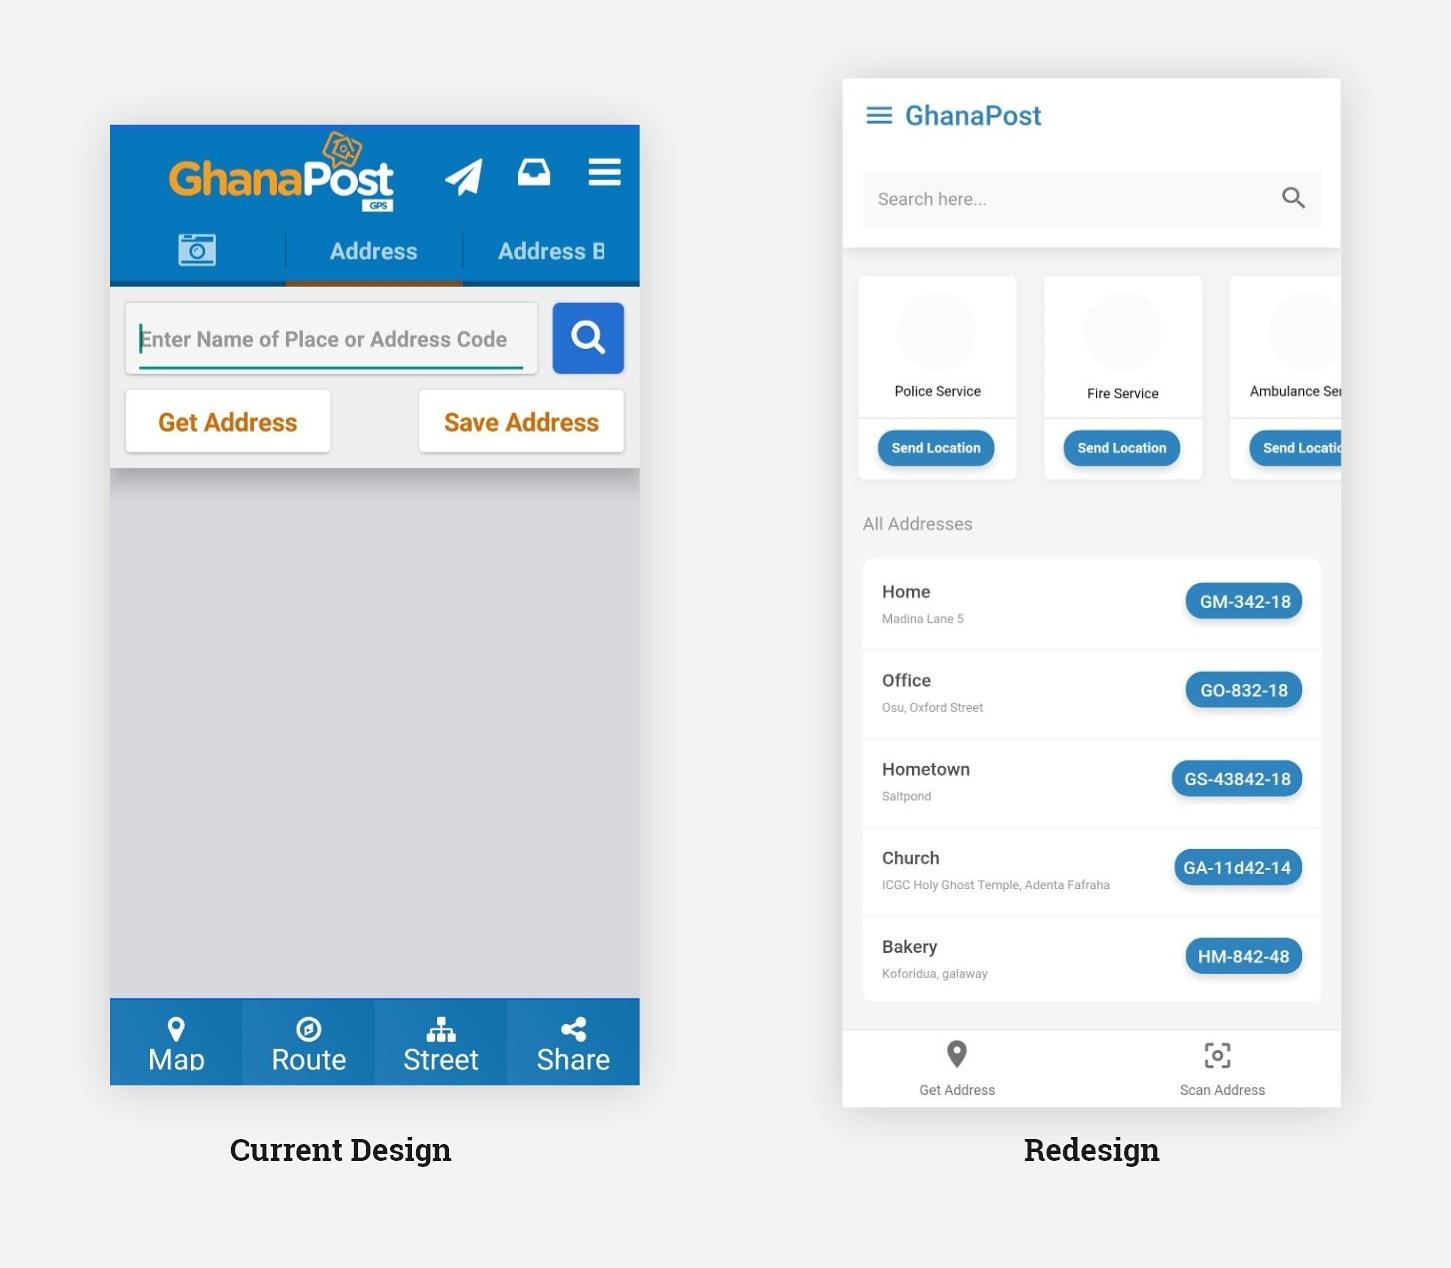 GhanaPost
GPS
Address
Address B
Enter Name of Place or Address Code
Get Address
Save Address
Map
Route
Street
Share
Current Design
GhanaPost
Search here...
Police Service
Fire Service
Ambulance Ser
Send Location
Send Location
Send Locatio
All Addresses
Home
GM-342-18
Madina Lane 5
Office
GO-832-18
Osu, Oxford Street
Hometown
GS-43842-18
Saltpond
Church
GA-11d42-14
ICGC Holy Ghost Temple, Adenta Fafraha
Bakery
HM-842-48
Koforidua, galaway
Get Address
Scan Address
Redesign